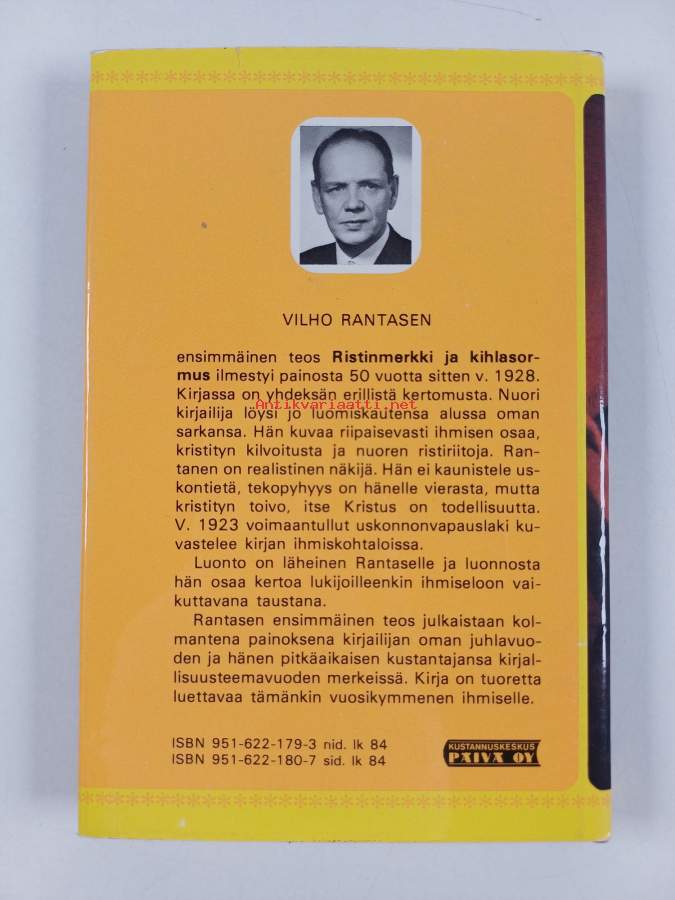 VILHO RANTASEN
ensimmäinen teos Ristinmerkki ja kihlasor-
mus ilmestyi painosta 50 vuotta sitten v. 1928.
Kirjassa on yhdeksän erillistä kertomusta. Nuori
Antikvariaatti.net
kirjailija löysi jo luomiskautensa alussa oman
sarkansa. Hän kuvaa riipaisevasti ihmisen osaa,
kristityn kilvoitusta ja nuoren ristiriitoja. Ran-
tanen on realistinen näkijä. Hän ei kaunistele us-
kontietä, tekopyhyys on hänelle vierasta, mutta
kristityn toivo, itse Kristus on todellisuutta.
V. 1923 voimaantullut uskonnonvapauslaki ku-
vastelee kirjan ihmiskohtaloissa.
Luonto on läheinen Rantaselle ja luonnosta
hän osaa kertoa lukijoilleenkin ihmiseloon vai-
kuttavana taustana.
Rantasen ensimmäinen teos julkaistaan kol-
mantena painoksena kirjailijan oman juhlavuo-
den ja hänen pitkäaikaisen kustantajansa kirjal-
lisuusteemavuoden merkeissä. Kirja on tuoretta
luettavaa tämänkin vuosikymmenen ihmiselle.
ISBN 951-622-179-3 nid. lk 84
ISBN 951-622-180-7 sid. lk 84
KUSTANNUSKESKUS
PÄIVÄ OY